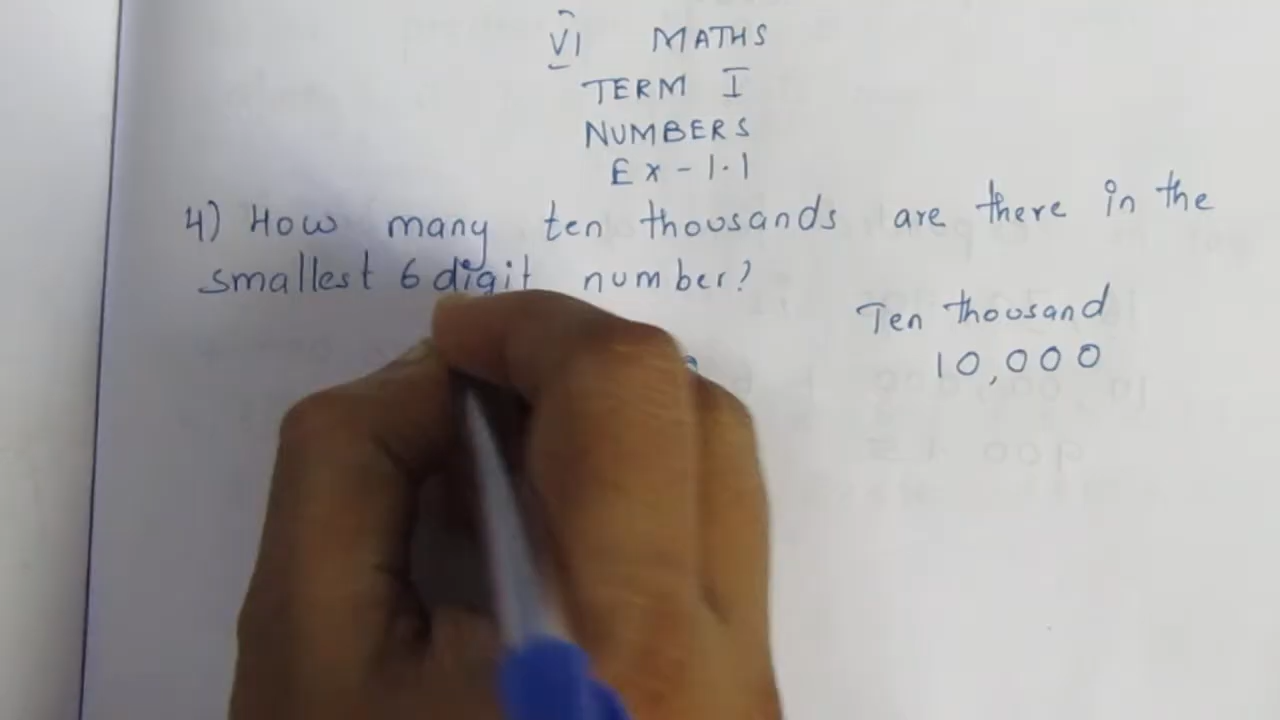 VI MATHS
TERM I
NUMBERS
Ex - 1.1
4) How many ten thousands are there in the
smallest 6 digit number?
Ten thousand
10,000